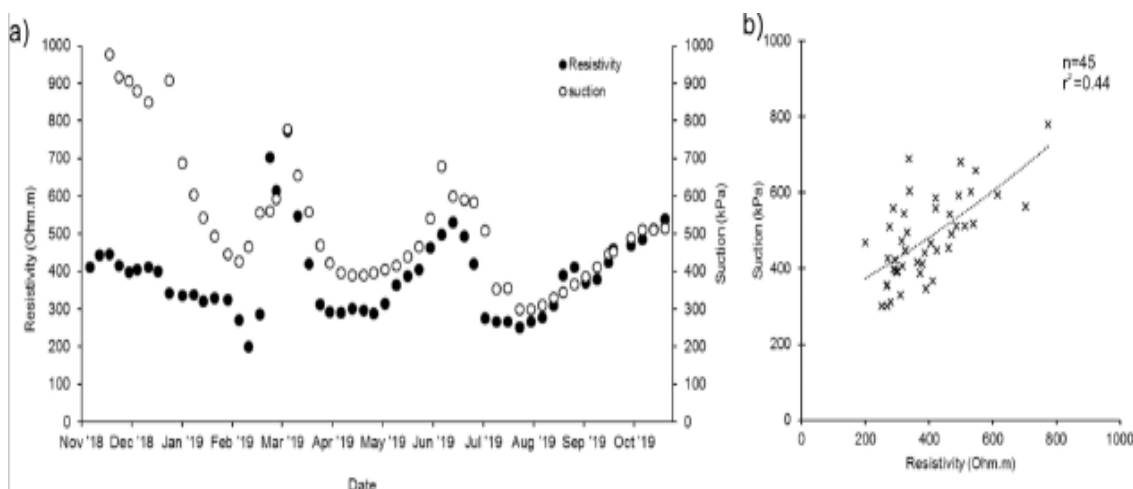 a)
1000
900
800
700
600
500
400
300
200
100
0
Resistivity (Ohm.m)
Nov '18 Dec '18 Jan '19 Feb '19 Mar '19 Apr '19 May '19 Jun '19 Jul '19 Aug '19 Sep '19 Oct '19
Date
Resistivity
suction
1000
900
800
700
600
500
400
300
200
100
0
Suction (kPa)
b)
n=45
r²=0.44
1000
800
600
400
200
0
Suction (kPa)
0 200 400 600 800 1000
Resistivity (Ohm.m)